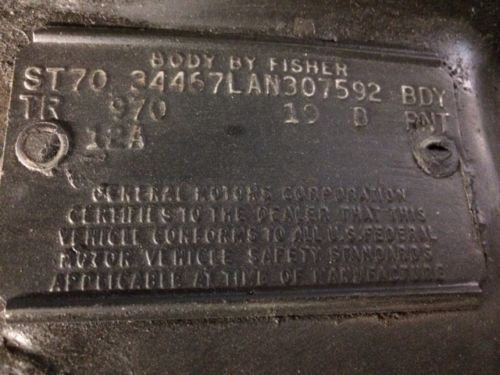 BODY BY FISHER
ST70 34467LAN307592 BDY
TR 970 19 B PNT
12A
GENERAL MOTORS CORPORATION
CERTIFIES TO THE DEALER THAT THIS
VEHICLE CONFORMS TO ALL U.S. FEDERAL
MOTOR VEHICLE SAFETY STANDARDS
APPLICABLE AT TIME OF MANUFACTURE